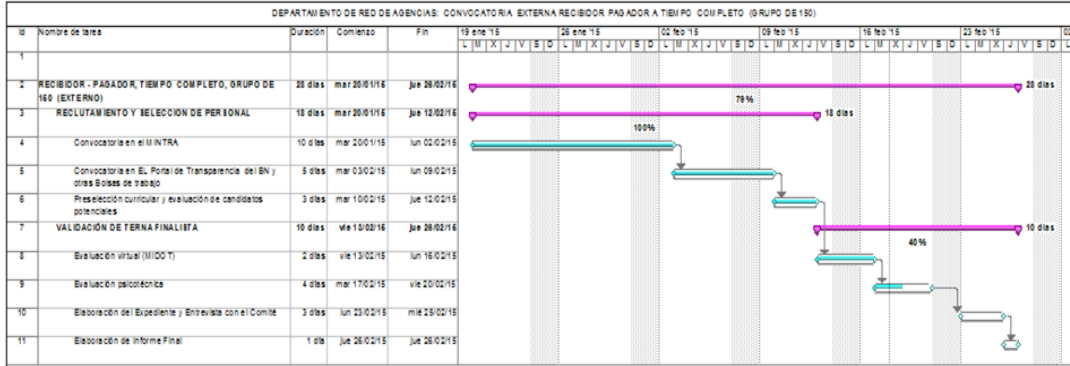 DEPARTAMENTO DE RED DE AGENCIAS: CONVOCATORIA EXTERNA RECIBIDOR PAGADOR A TIEMPO COMPLETO (GRUPO DE 150)
Id Nombre de tarea Duración Comienzo Fin 19 ene '15 26 ene '15 02 feb '15 09 feb '15 16 feb '15 23 feb '15 02
L M X J V S D L M X J V S D L M X J V S D L M X J V S D L M X J V S D L M X J V S D L
1
2 RECIBIDOR - PAGADOR, TIEMPO COMPLETO, GRUPO DE 28 días mar 20/01/15 jue 26/02/15 28 días
150 (EXTERNO) 79%
3 RECLUTAMIENTO Y SELECCION DE PERSONAL 18 días mar 20/01/15 jue 12/02/15 18 días
100%
4 Convocatoria en el MINTRA 10 días mar 20/01/15 lun 02/02/15
5 Convocatoria en EL Portal de Transparencia del BN y 5 días mar 03/02/15 lun 09/02/15
otras Bolsas de trabajo
6 Preselección curricular y evaluación de candidatos 3 días mar 10/02/15 jue 12/02/15
potenciales
7 VALIDACIÓN DE TERNA FINALISTA 10 días vie 13/02/15 jue 26/02/15 10 días
40%
8 Evaluación virtual (MIDOT) 2 días vie 13/02/15 lun 16/02/15
9 Evaluación psicotécnica 4 días mar 17/02/15 vie 20/02/15
10 Elaboración del Expediente y Entrevista con el Comité 3 días lun 23/02/15 mié 25/02/15
11 Elaboración de Informe Final 1 día jue 26/02/15 jue 26/02/15